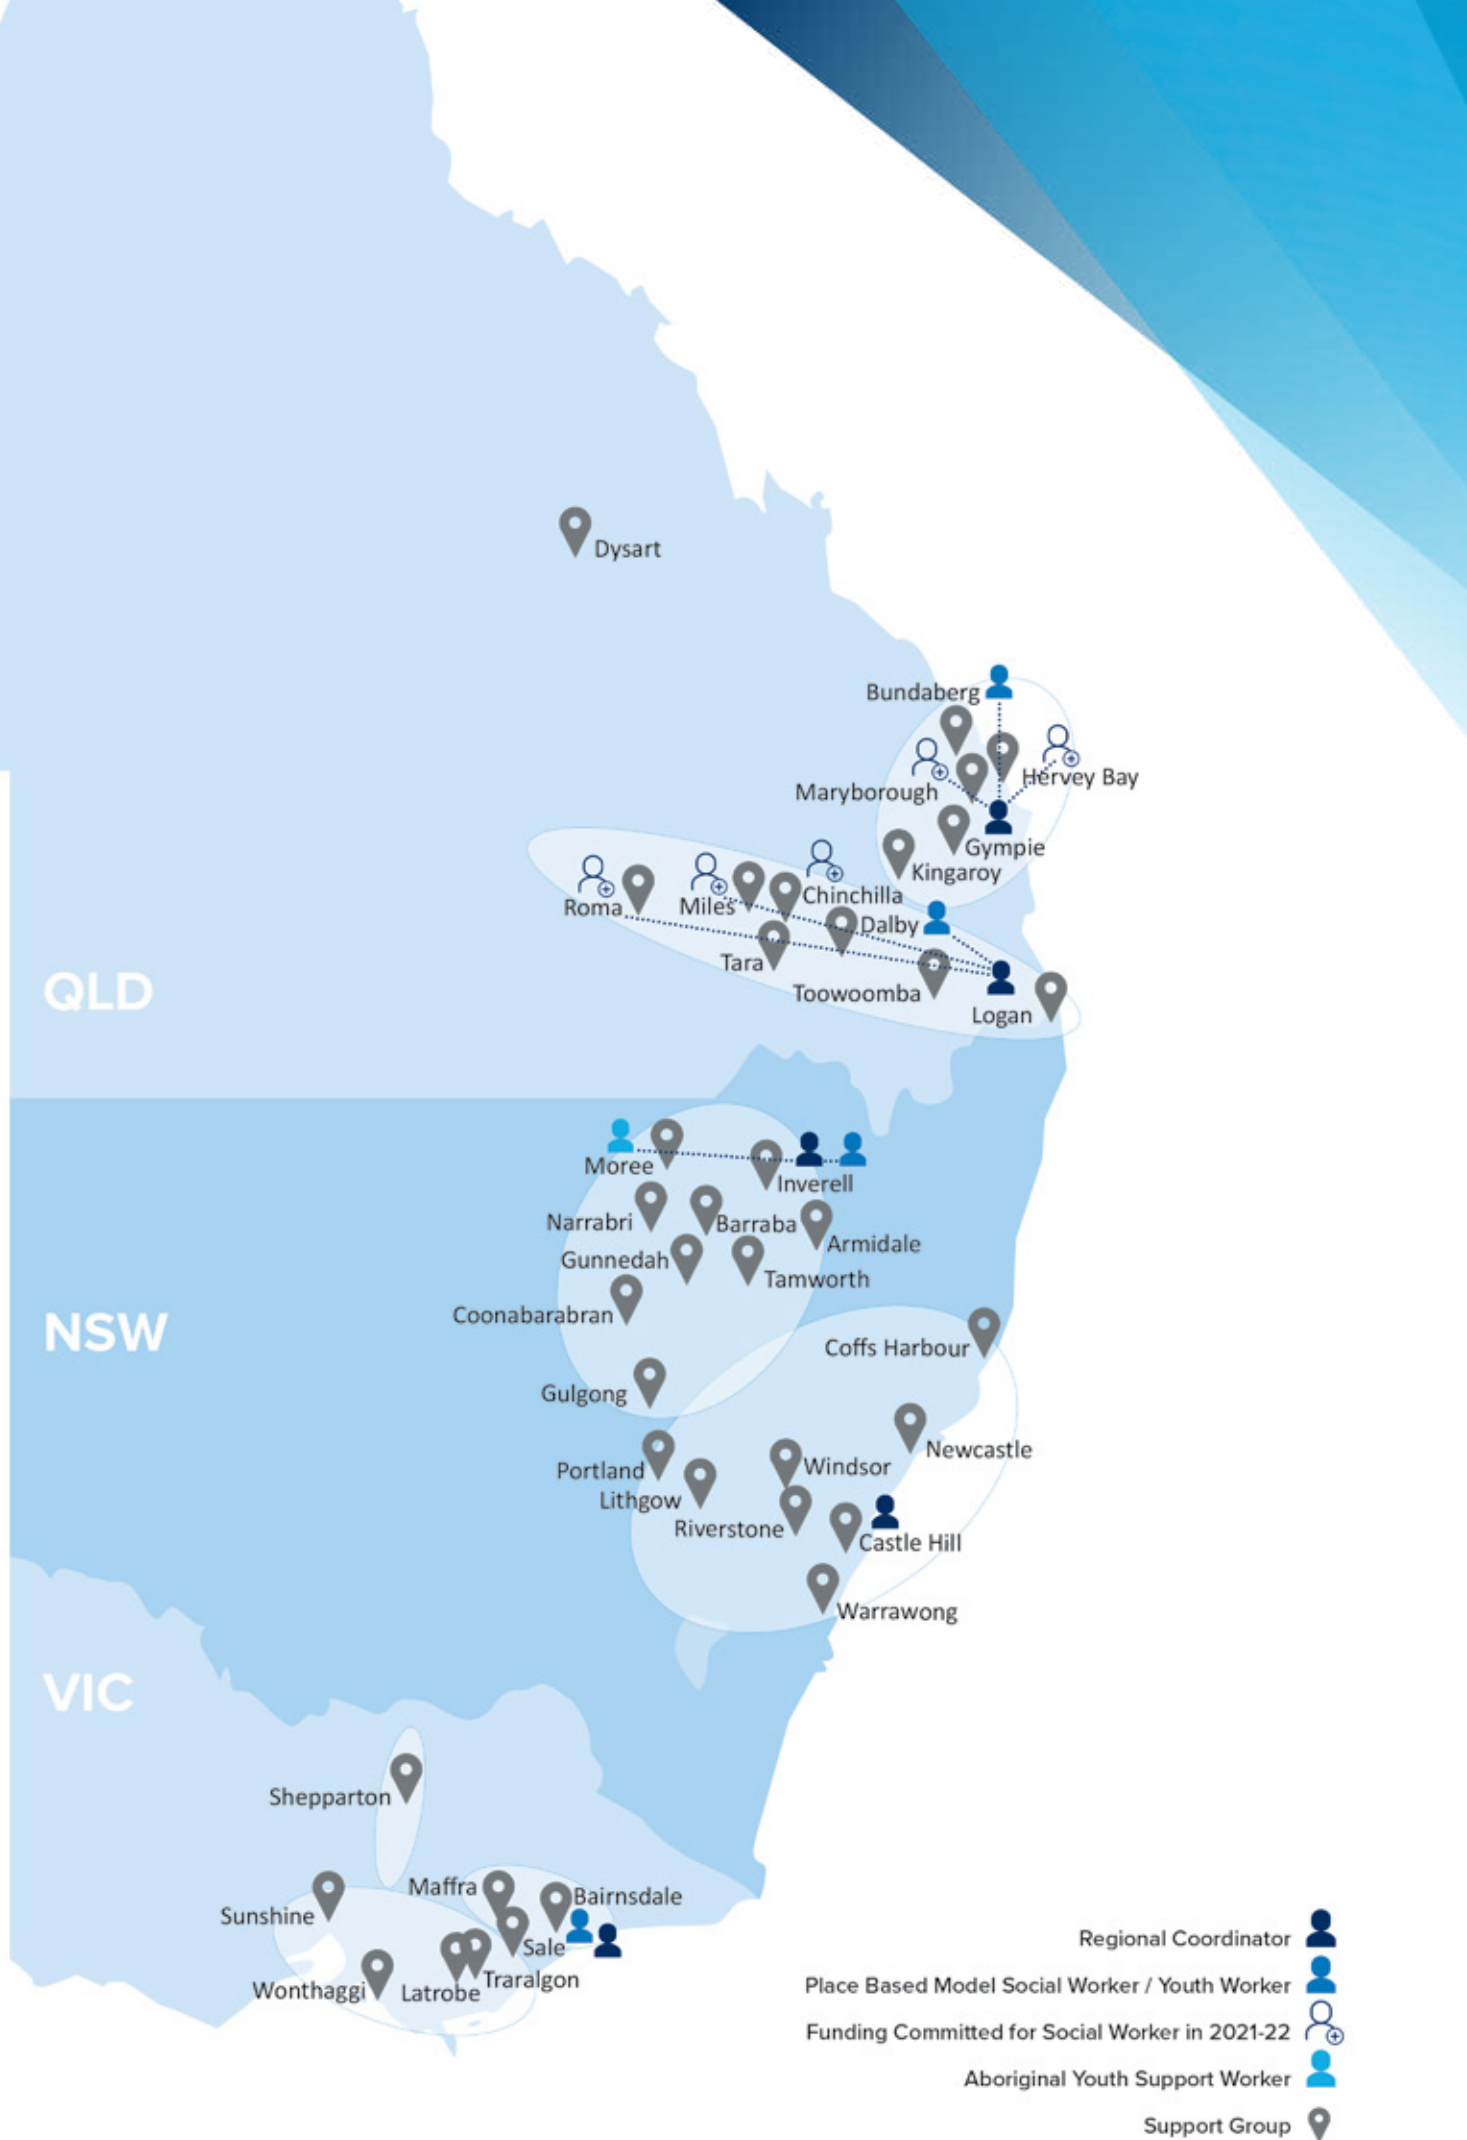 Dysart
Bundaberg
Hervey Bay
Maryborough
Gympie
Kingaroy
Chinchilla
Roma
Miles
Dalby
Tara
Toowoomba
Logan
QLD
Moree
Inverell
Narrabri
Barraba
Armidale
Gunnedah
Tamworth
Coonabarabran
NSW
Coffs Harbour
Gulgong
Newcastle
Portland
Windsor
Lithgow
Riverstone
Castle Hill
Warrawong
VIC
Shepparton
Maffra
Bairnsdale
Sunshine
Sale
Traralgon
Wonthaggi
Latrobe
Regional Coordinator
Place Based Model Social Worker / Youth Worker
Funding Committed for Social Worker in 2021-22
Aboriginal Youth Support Worker
Support Group